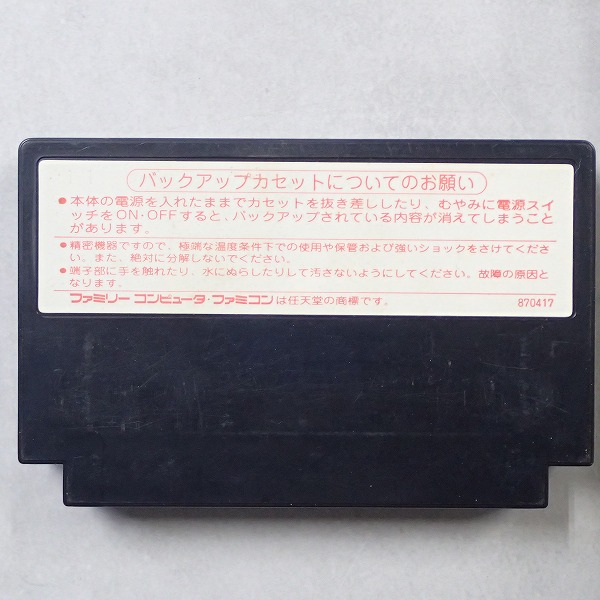 バックアップカセットについてのお願い
●本体の電源を入れたままでカセットを抜き差ししたり、むやみに電源スイ
ッチをON・OFFすると、バックアップされている内容が消えてしまうこと
があります。
●精密機器ですので、極端な温度条件下での使用や保管および強いショックをさけてくださ
い。また、絶対に分解しないでください。
●端子部に手を触れたり、水にぬらしたりして汚さないようにしてください。故障の原因と
なります。
ファミリーコンピュータ・ファミコンは任天堂の商標です。 870417